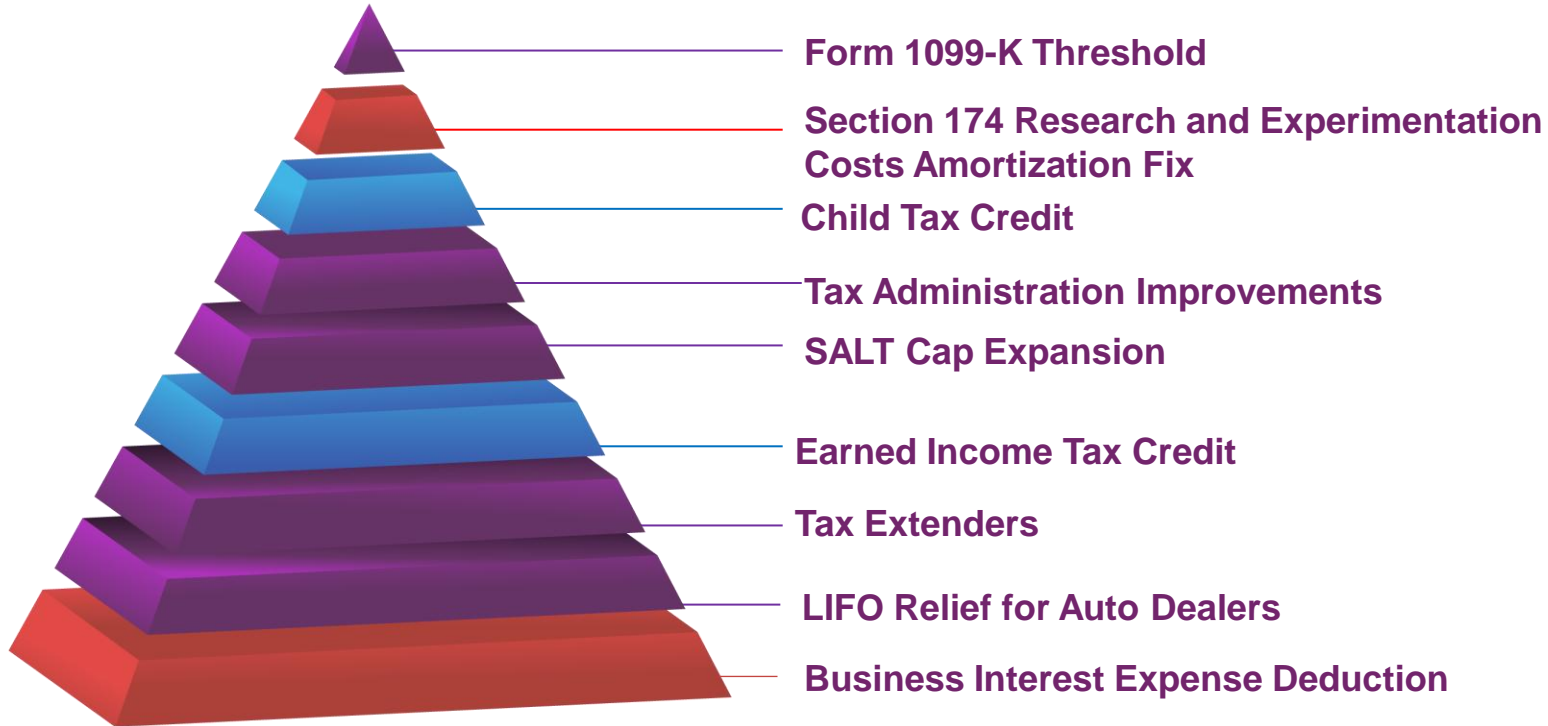 Form 1099-K Threshold
Section 174 Research and Experimentation
Costs Amortization Fix
Child Tax Credit
Tax Administration Improvements
SALT Cap Expansion
Earned Income Tax Credit
Tax Extenders
LIFO Relief for Auto Dealers
Business Interest Expense Deduction